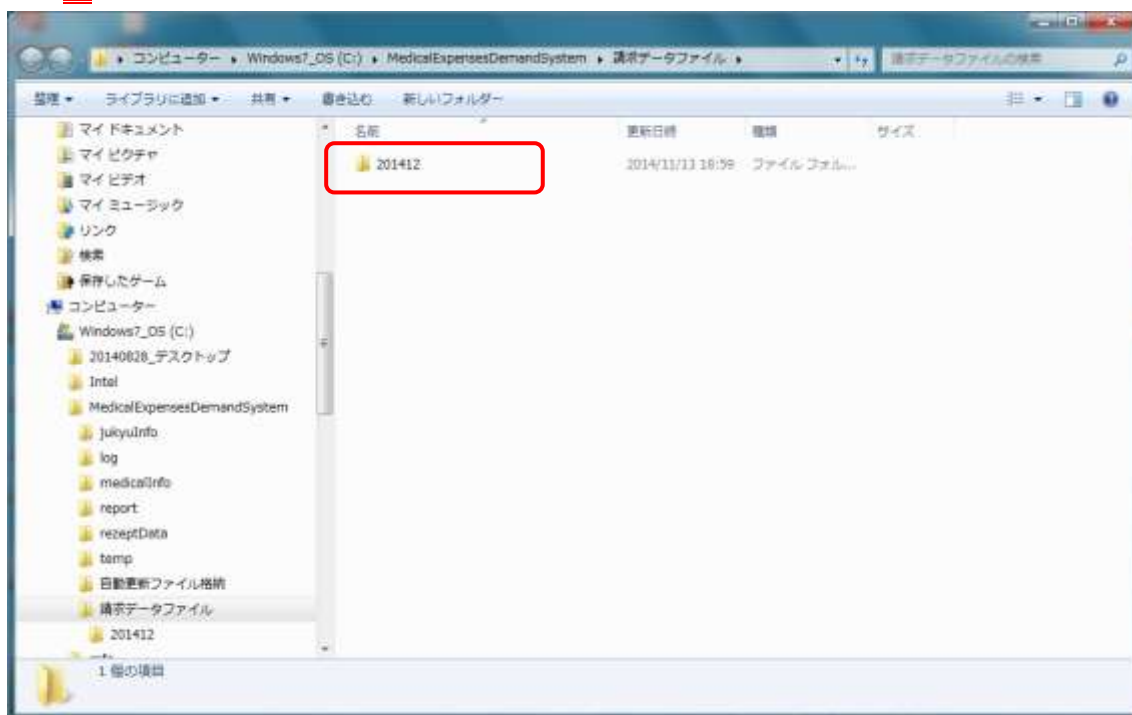 コンピューター ▸ Windows7_OS (C:) ▸ MedicalExpensesDemandSystem ▸ 請求データファイル ▸
請求データファイルの検索
整理 ライブラリに追加 共有 書き込む 新しいフォルダー
マイ ドキュメント
マイ ピクチャ
マイ ビデオ
マイ ミュージック
リンク
検索
保存したゲーム
コンピューター
Windows7_OS (C:)
20140828_デスクトップ
Intel
MedicalExpensesDemandSystem
jukyuInfo
log
medicalInfo
report
rezeptData
temp
自動更新ファイル格納
請求データファイル
201412
名前 更新日時 種類 サイズ
201412 2014/11/13 18:59 ファイル フォル...
1 個の項目